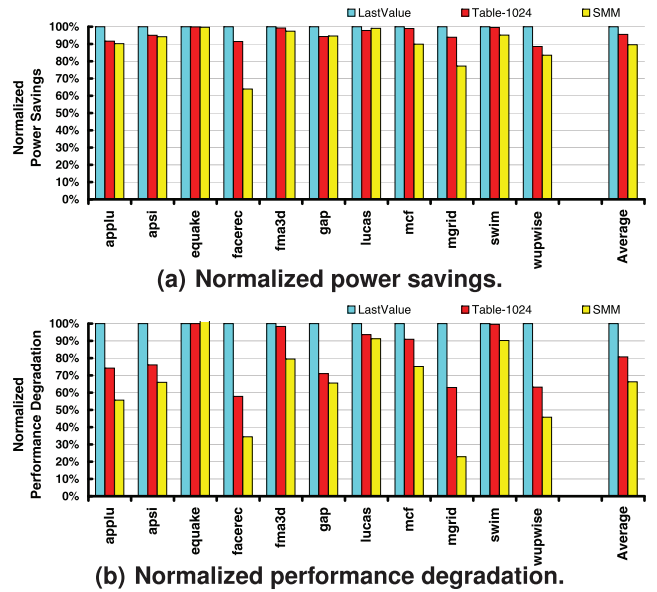 LastValue Table-1024 SMM
Normalized
Power Savings
100%
90%
80%
70%
60%
50%
40%
30%
20%
10%
0%
applu apsi equake facerec fma3d gap lucas mcf mgrid swim wupwise Average
(a) Normalized power savings.
LastValue Table-1024 SMM
Normalized
Performance Degradation
100%
90%
80%
70%
60%
50%
40%
30%
20%
10%
0%
applu apsi equake facerec fma3d gap lucas mcf mgrid swim wupwise Average
(b) Normalized performance degradation.